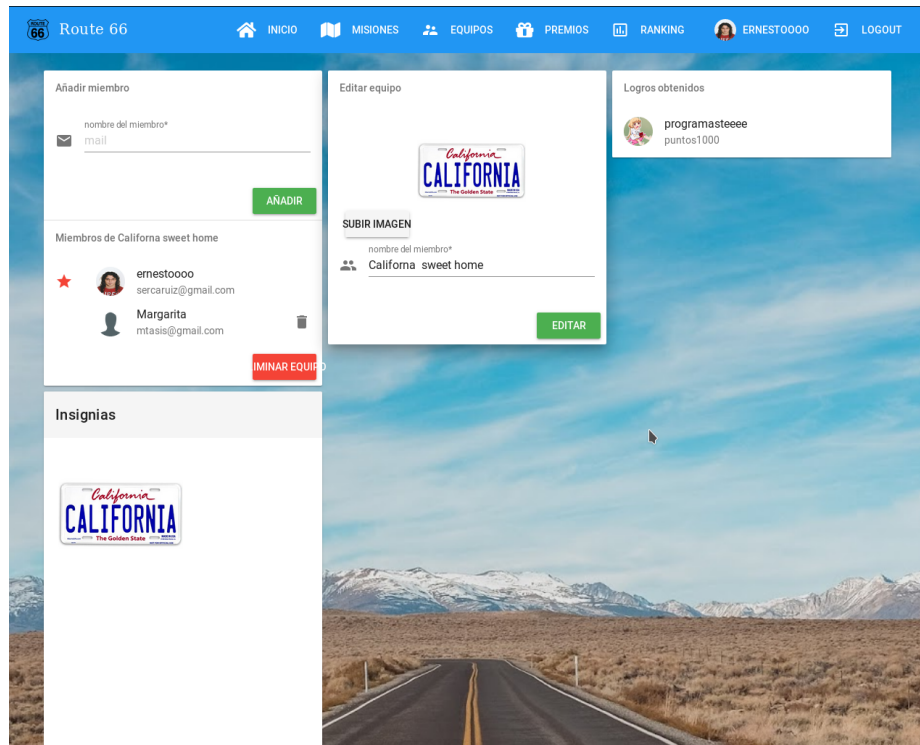 ROUTE
66
Route 66
INICIO
MISIONES
EQUIPOS
PREMIOS
RANKING
ERNESTOOOO
LOGOUT
Añadir miembro
nombre del miembro*
mail
AÑADIR
Miembros de Californa sweet home
ernestoooo
sercaruiz@gmail.com
Margarita
mtasis@gmail.com
IMINAR EQUIPO
Insignias
California
CALIFORNIA
The Golden State
Editar equipo
California
CALIFORNIA
The Golden State
SUBIR IMAGEN
nombre del miembro*
Californa sweet home
EDITAR
Logros obtenidos
programasteeee
puntos1000